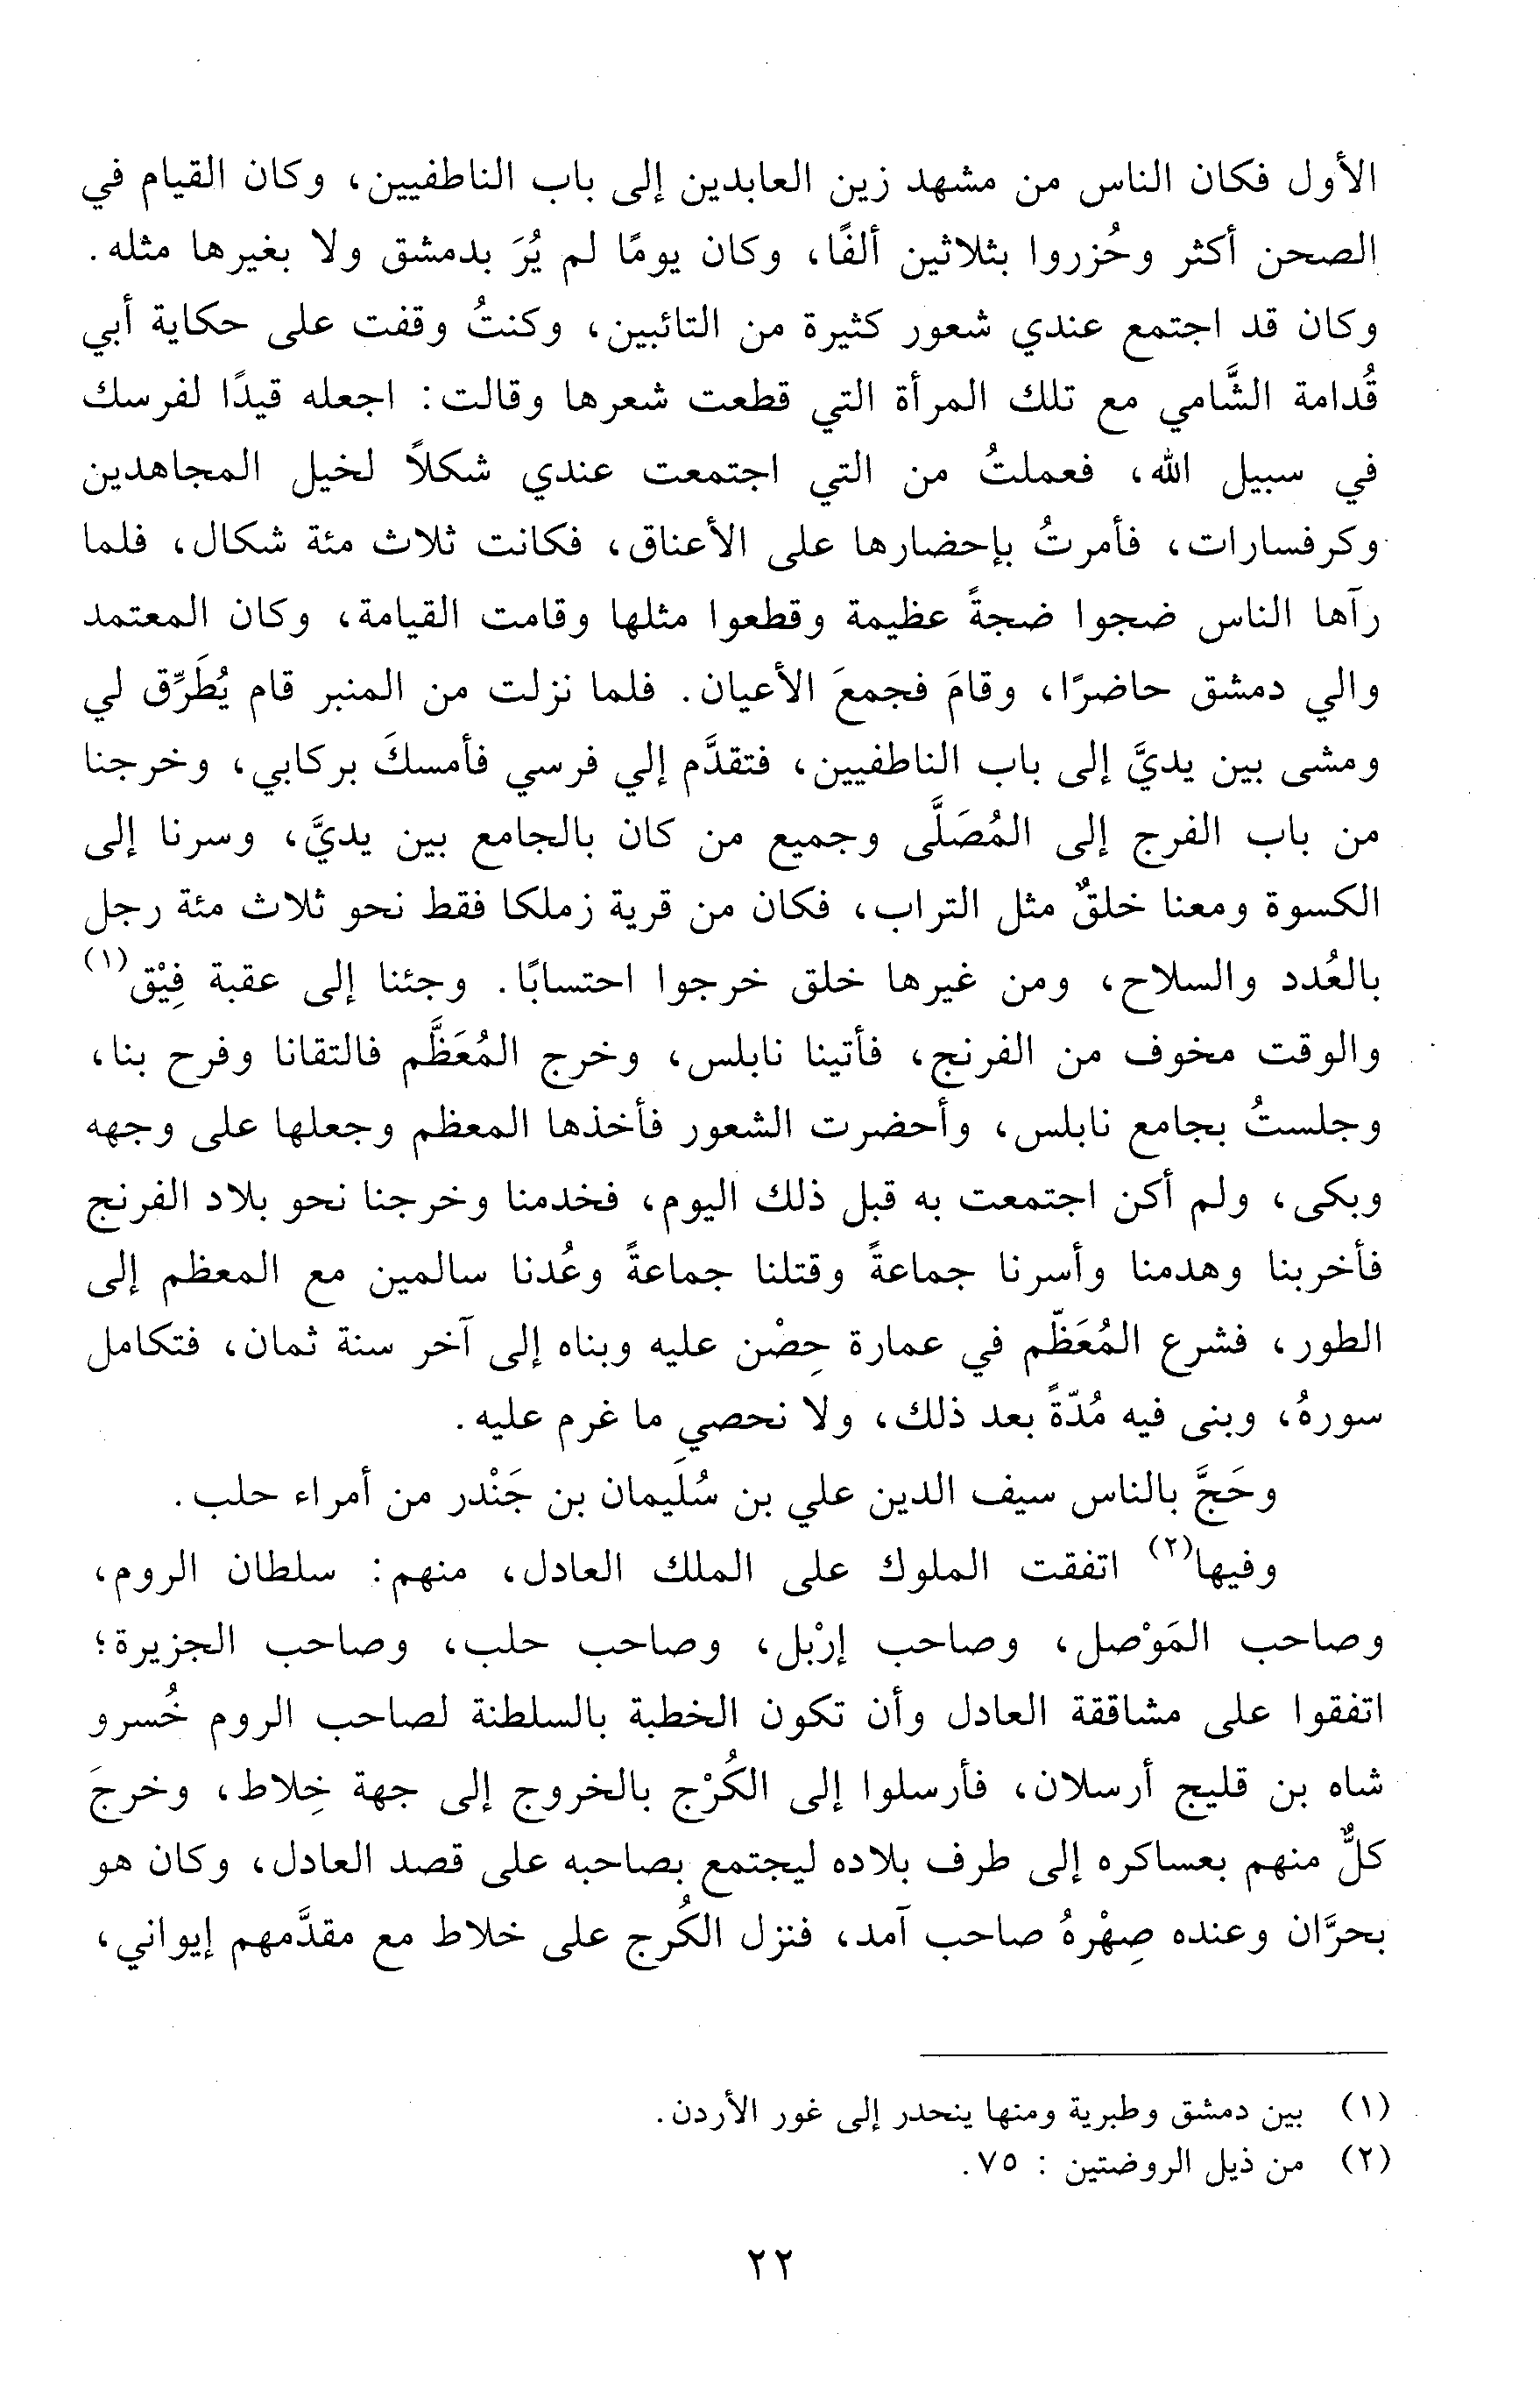 الأول فكان الناس من مشهد زين العابدين إلى باب الناطفيين، وكان القيام في
الصحن أكثر وحُزروا بثلاثين ألفًا، وكان يومًا لم يُرَ بدمشق ولا بغيرها مثله.
وكان قد اجتمع عندي شعور كثيرة من التائبين، وكنتُ وقفت على حكاية أبي
قُدامة الشَّامي مع تلك المرأة التي قطعت شعرها وقالت: اجعله قيدًا لفرسك
في سبيل الله، فعملتُ من التي اجتمعت عندي شكلاً لخيل المجاهدين
وكرفسارات، فأمرتُ بإحضارها على الأعناق، فكانت ثلاث مئة شكال، فلما
رآها الناس ضجوا ضجةً عظيمة وقطعوا مثلها وقامت القيامة، وكان المعتمد
والي دمشق حاضرًا، وقامَ فجمعَ الأعيان. فلما نزلت من المنبر قام يُطَرِّق لي
ومشى بين يديَّ إلى باب الناطفيين، فتقدَّم إلي فرسي فأمسكَ بركابي، وخرجنا
من باب الفرج إلى المُصَلَّى وجميع من كان بالجامع بين يديَّ، وسرنا إلى
الكسوة ومعنا خلقٌ مثل التراب، فكان من قرية زملكا فقط نحو ثلاث مئة رجل
بالعُدد والسلاح، ومن غيرها خلق خرجوا احتسابًا. وجئنا إلى عقبة فِيْق(١)
والوقت مخوف من الفرنج، فأتينا نابلس، وخرج المُعَظَّم فالتقانا وفرح بنا،
وجلستُ بجامع نابلس، وأحضرت الشعور فأخذها المعظم وجعلها على وجهه
وبكى، ولم أكن اجتمعت به قبل ذلك اليوم، فخدمنا وخرجنا نحو بلاد الفرنج
فأخربنا وهدمنا وأسرنا جماعةً وقتلنا جماعةً وعُدنا سالمين مع المعظم إلى
الطور، فشرع المُعَظّم في عمارة حِصْن عليه وبناه إلى آخر سنة ثمان، فتكامل
سورهُ، وبنى فيه مُدّةً بعد ذلك، ولا نحصي ما غرم عليه.
وحَجَّ بالناس سيف الدين علي بن سُلَيمان بن جَنْدر من أمراء حلب.
وفيها(٢) اتفقت الملوك على الملك العادل، منهم: سلطان الروم،
وصاحب المَوْصل، وصاحب إرْبل، وصاحب حلب، وصاحب الجزيرة؛
اتفقوا على مشاققة العادل وأن تكون الخطبة بالسلطنة لصاحب الروم خُسرو
شاه بن قليج أرسلان، فأرسلوا إلى الكُرْج بالخروج إلى جهة خِلاط، وخرجَ
كلٌّ منهم بعساكره إلى طرف بلاده ليجتمع بصاحبه على قصد العادل، وكان هو
بحرَّان وعنده صِهْرهُ صاحب آمد، فنزل الكُرج على خلاط مع مقدَّمهم إيواني،
(١) بين دمشق وطبرية ومنها ينحدر إلى غور الأردن.
(٢) من ذيل الروضتين : ٧٥.
٢٢